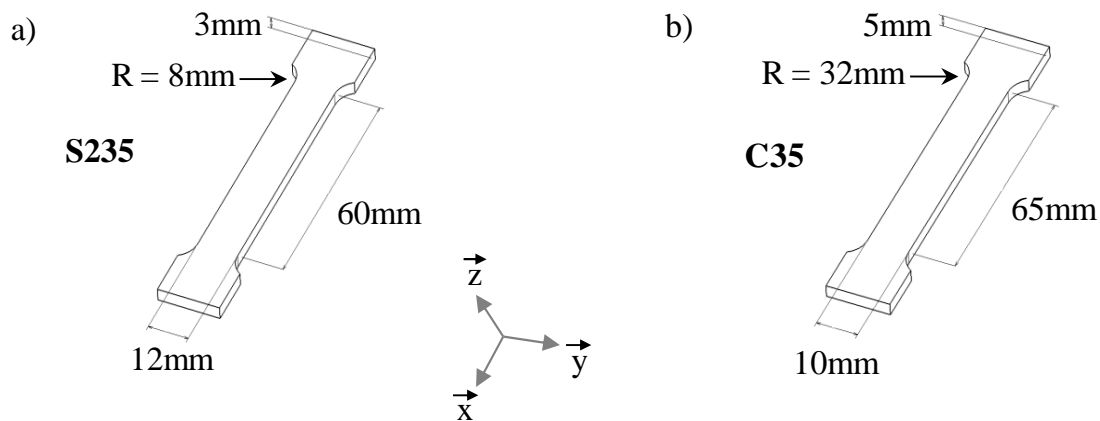 a)
3mm
R = 8mm
S235
60mm
12mm
z
y
x
b)
5mm
R = 32mm
C35
65mm
10mm